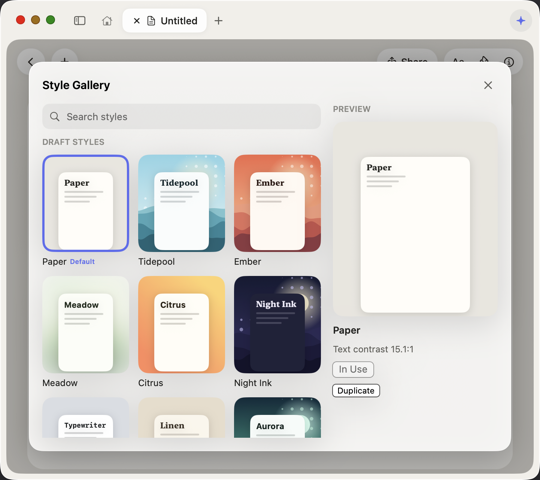 Untitled
Share
Aa
Style Gallery
Search styles
DRAFT STYLES
Paper
Tidepool
Ember
Paper Default
Tidepool
Ember
Meadow
Citrus
Night Ink
Meadow
Citrus
Night Ink
Typewriter
Linen
Aurora
PREVIEW
Paper
Paper
Text contrast 15.1:1
In Use
Duplicate